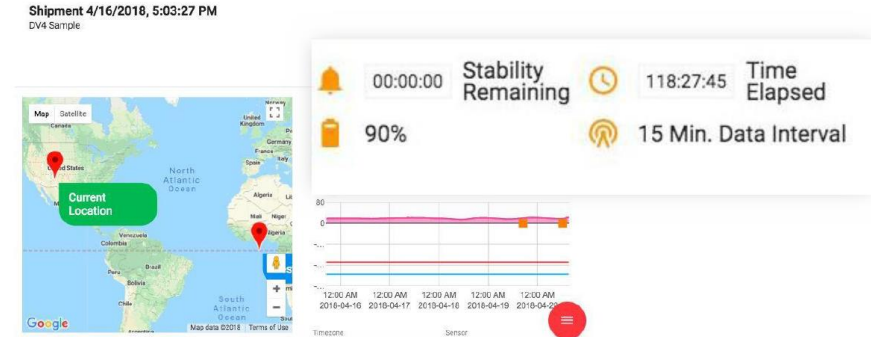 Shipment 4/16/2018, 5:03:27 PM
DV4 Sample
00:00:00 Stability Remaining
118:27:45 Time Elapsed
90%
15 Min. Data Interval
Map Satellite
Canada
Norway
United Kingdom
Germany
France
Spain
Italy
d States
North Atlantic Ocean
Current Location
Algeria
Mali Niger
Nigeria
Venezuela
Colombia
Brazil
Peru
Bolivia
Chile
South Atlantic Ocean
Google
Map data ©2018 Terms of Use
80
0
-...
-...
-...
12:00 AM 12:00 AM 12:00 AM 12:00 AM 12:00 AM
2018-04-16 2018-04-17 2018-04-18 2018-04-19 2018-04-20
Timezone Sensor